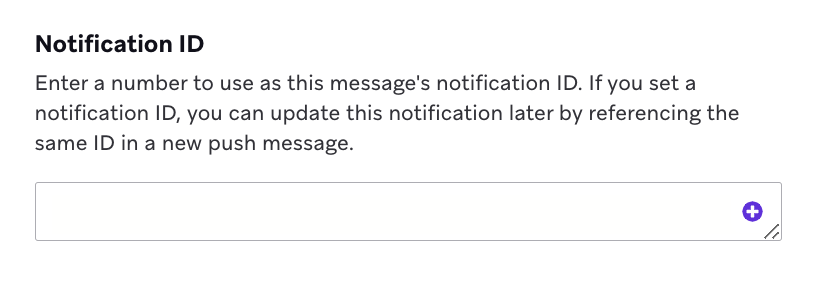 Notification ID
Enter a number to use as this message's notification ID. If you set a
notification ID, you can update this notification later by referencing the
same ID in a new push message.